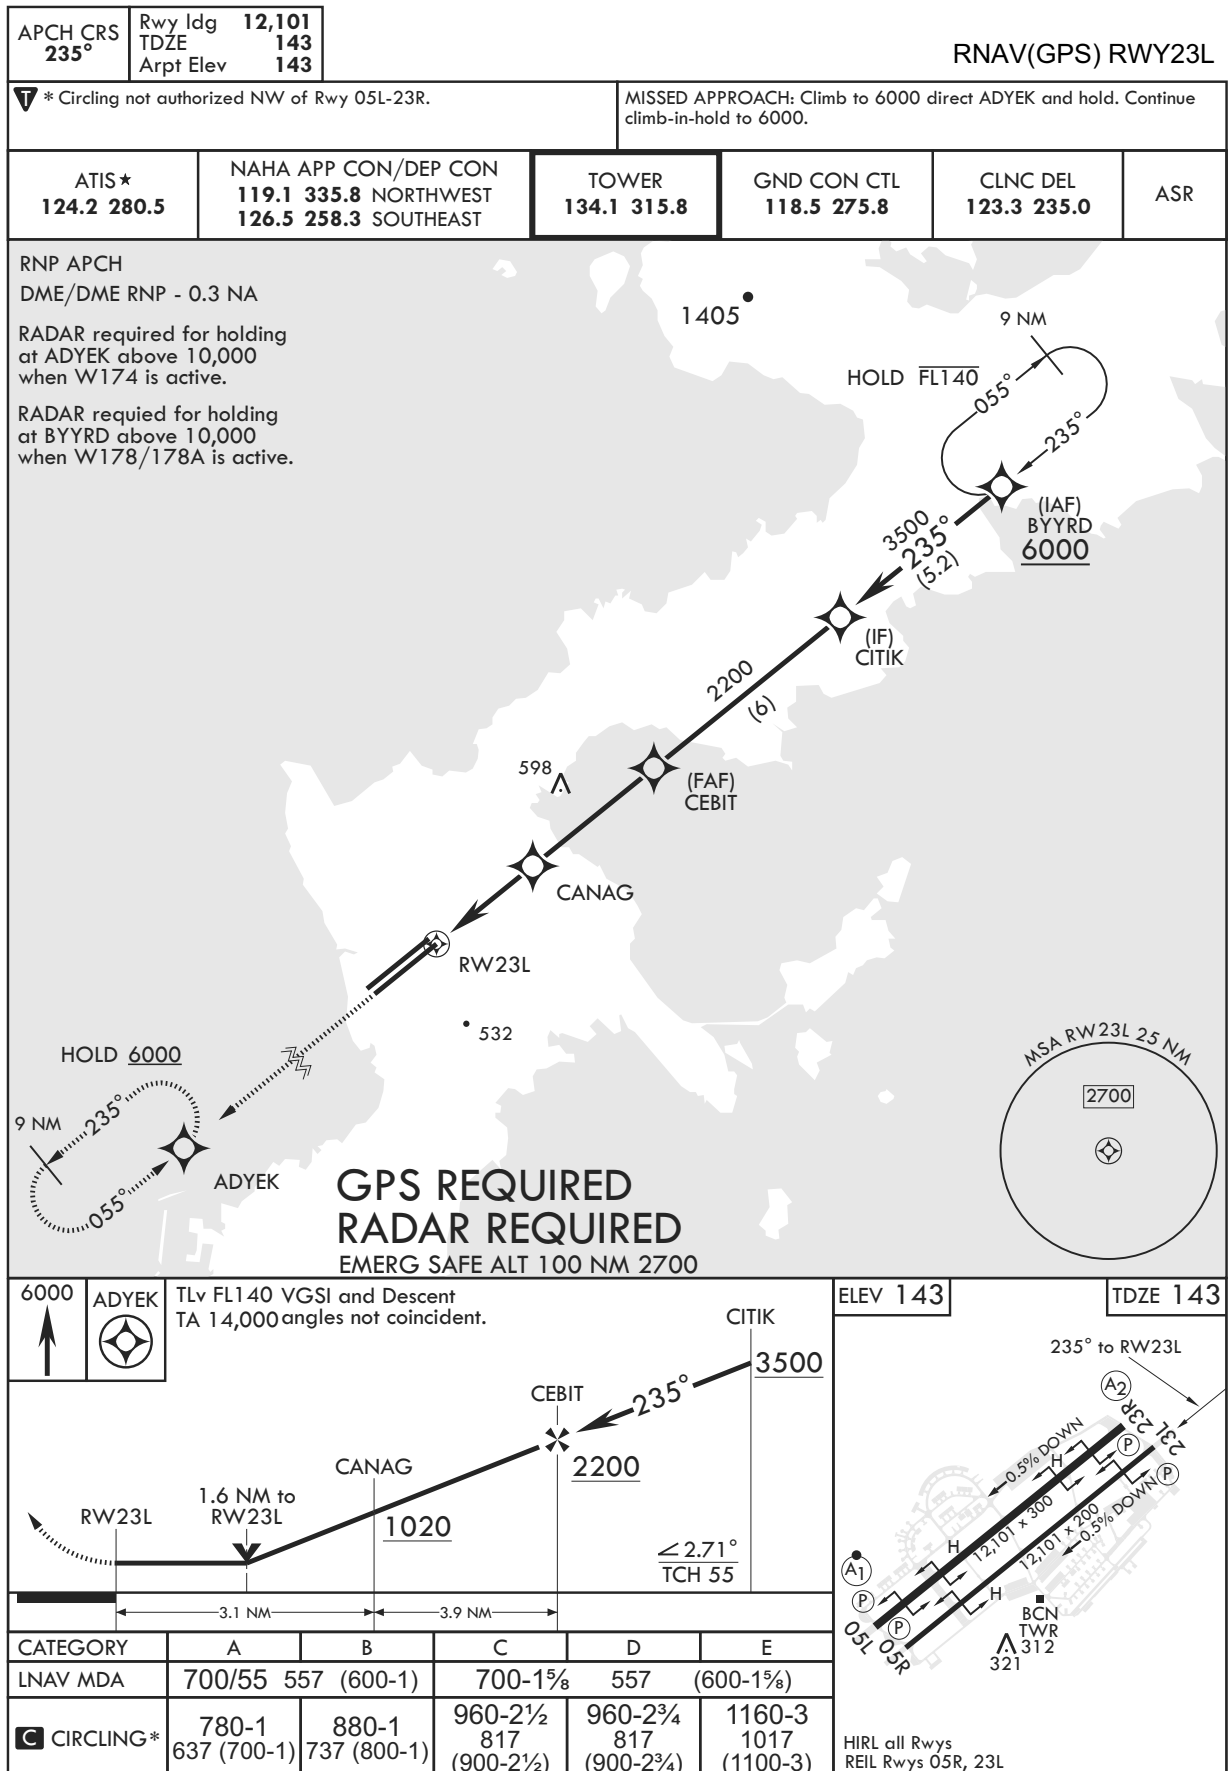 APCH CRS
235°
Rwy ldg 12,101
TDZE 143
Arpt Elev 143
RNAV(GPS) RWY23L
T * Circling not authorized NW of Rwy 05L-23R.
MISSED APPROACH: Climb to 6000 direct ADYEK and hold. Continue
climb-in-hold to 6000.
ATIS★
124.2 280.5
NAHA APP CON/DEP CON
119.1 335.8 NORTHWEST
126.5 258.3 SOUTHEAST
TOWER
134.1 315.8
GND CON CTL
118.5 275.8
CLNC DEL
123.3 235.0
ASR
RNP APCH
DME/DME RNP - 0.3 NA
RADAR required for holding
at ADYEK above 10,000
when W174 is active.
RADAR requied for holding
at BYYRD above 10,000
when W178/178A is active.
1405
9 NM
HOLD FL140
055°
235°
(IAF)
BYYRD
6000
3500
235°
(5.2)
(IF)
CITIK
2200
(6)
598
(FAF)
CEBIT
CANAG
RW23L
532
HOLD 6000
9 NM
235°
055°
ADYEK
MSA RW23L 25 NM
2700
GPS REQUIRED
RADAR REQUIRED
EMERG SAFE ALT 100 NM 2700
6000
ADYEK
TLv FL140 VGSI and Descent
TA 14,000 angles not coincident.
CITIK
3500
235°
CEBIT
2200
CANAG
1020
1.6 NM to
RW23L
RW23L
2.71°
TCH 55
3.1 NM
3.9 NM
ELEV 143
TDZE 143
235° to RW23L
A2
23R
23L
P
P
0.5% DOWN
H
12,101 x 300
12,101 x 200
0.5% DOWN
H
H
A1
P
P
05L
05R
BCN
TWR
312
321
HIRL all Rwys
REIL Rwys 05R, 23L
CATEGORY A B C D E
LNAV MDA 700/55 557 (600-1) 700-1⅝ 557 (600-1⅝)
C CIRCLING*
780-1
637 (700-1)
880-1
737 (800-1)
960-2½
817
(900-2½)
960-2¾
817
(900-2¾)
1160-3
1017
(1100-3)